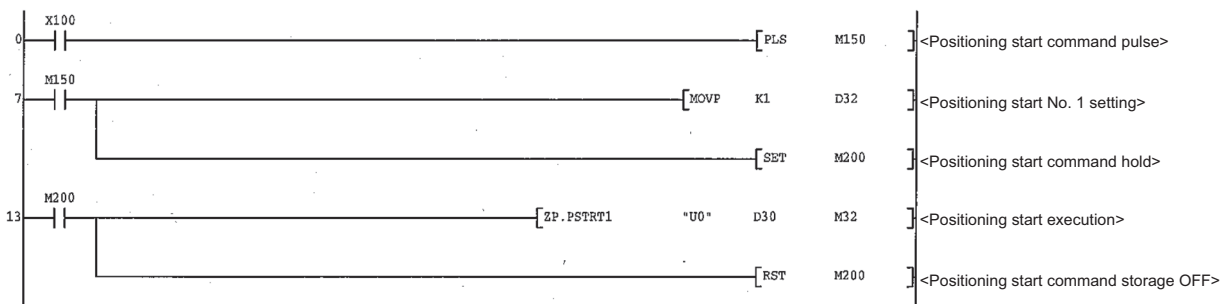 X100
0 PLS M150 <Positioning start command pulse>
M150
7 MOVP K1 D32 <Positioning start No. 1 setting>
SET M200 <Positioning start command hold>
M200
13 ZP.PSTRT1 "U0" D30 M32 <Positioning start execution>
RST M200 <Positioning start command storage OFF>